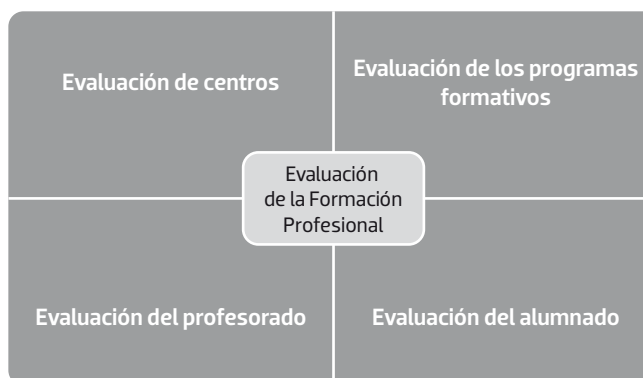 Evaluación de centros
Evaluación de los programas
formativos
Evaluación
de la Formación
Profesional
Evaluación del profesorado
Evaluación del alumnado